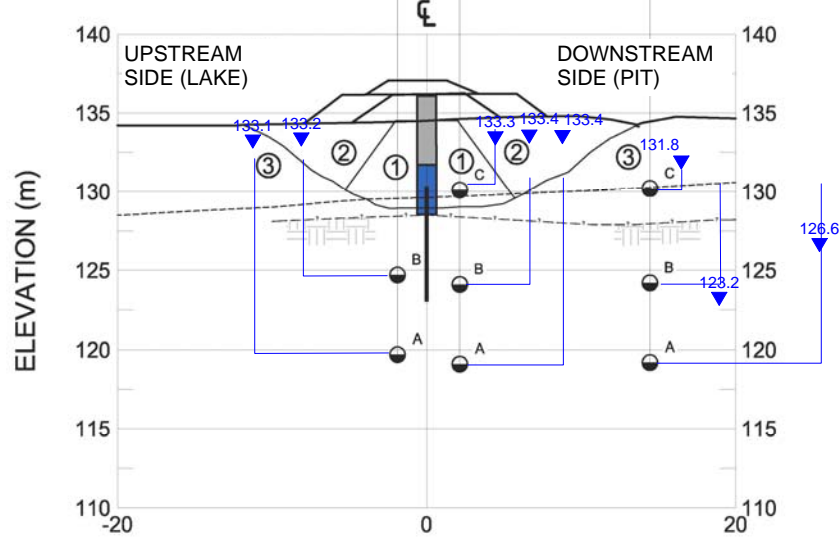 ℄
140
140
UPSTREAM
SIDE (LAKE)
DOWNSTREAM
SIDE (PIT)
135
135
133.1
133.2
133.3
133.4
133.4
131.8
③
②
①
①
②
③
C
C
130
130
126.6
B
B
B
125
125
123.2
A
A
A
120
120
115
115
110
110
-20
0
20
ELEVATION (m)